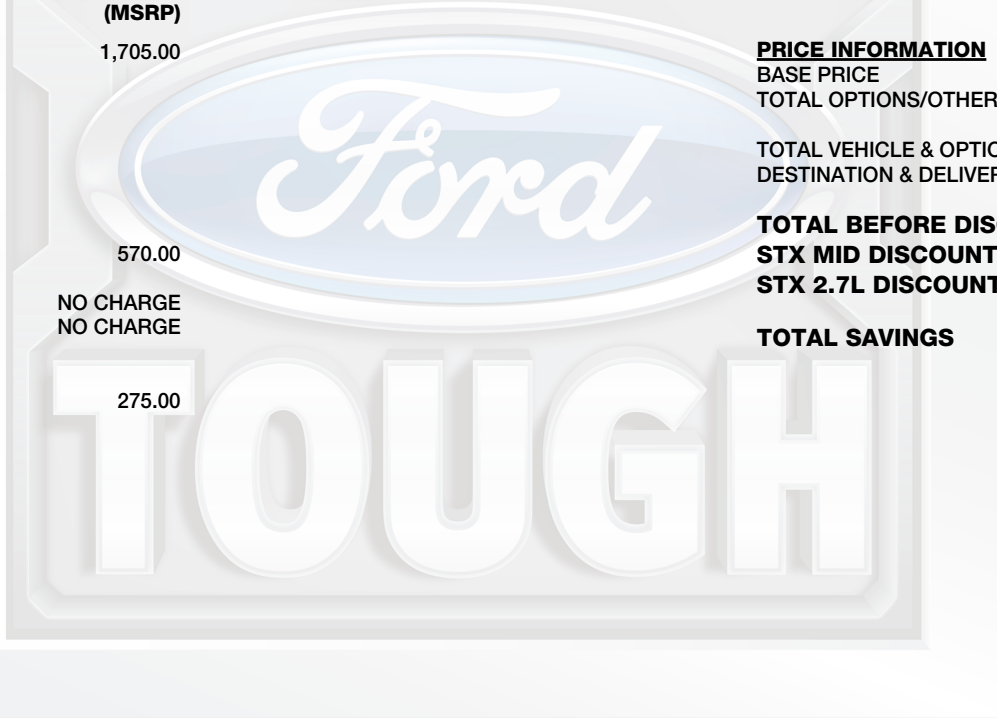 (MSRP)
1,705.00
570.00
NO CHARGE
NO CHARGE
275.00
PRICE INFORMATION
BASE PRICE
TOTAL OPTIONS/OTHER
TOTAL VEHICLE & OPTIO
DESTINATION & DELIVER
TOTAL BEFORE DIS
STX MID DISCOUNT
STX 2.7L DISCOUNT
TOTAL SAVINGS
Ford
TOUGH